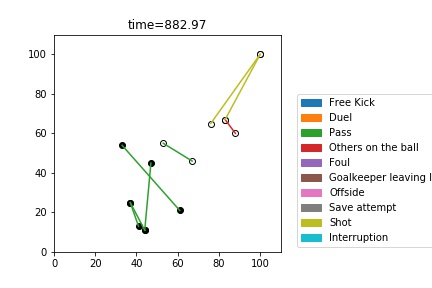 time=882.97
100
80
60
40
20
0
0 20 40 60 80 100
Free Kick
Duel
Pass
Others on the ball
Foul
Goalkeeper leaving l
Offside
Save attempt
Shot
Interruption